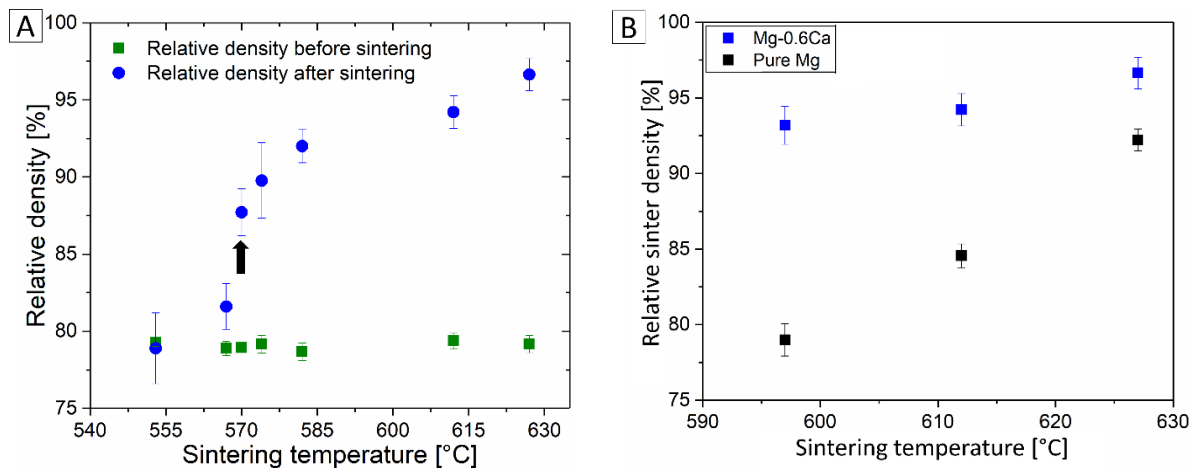 A
Relative density before sintering
Relative density after sintering
Relative density [%]
100
95
90
85
80
75
540
555
570
585
600
615
630
Sintering temperature [°C]
B
Mg-0.6Ca
Pure Mg
Relative sinter density [%]
100
95
90
85
80
75
590
600
610
620
630
Sintering temperature [°C]